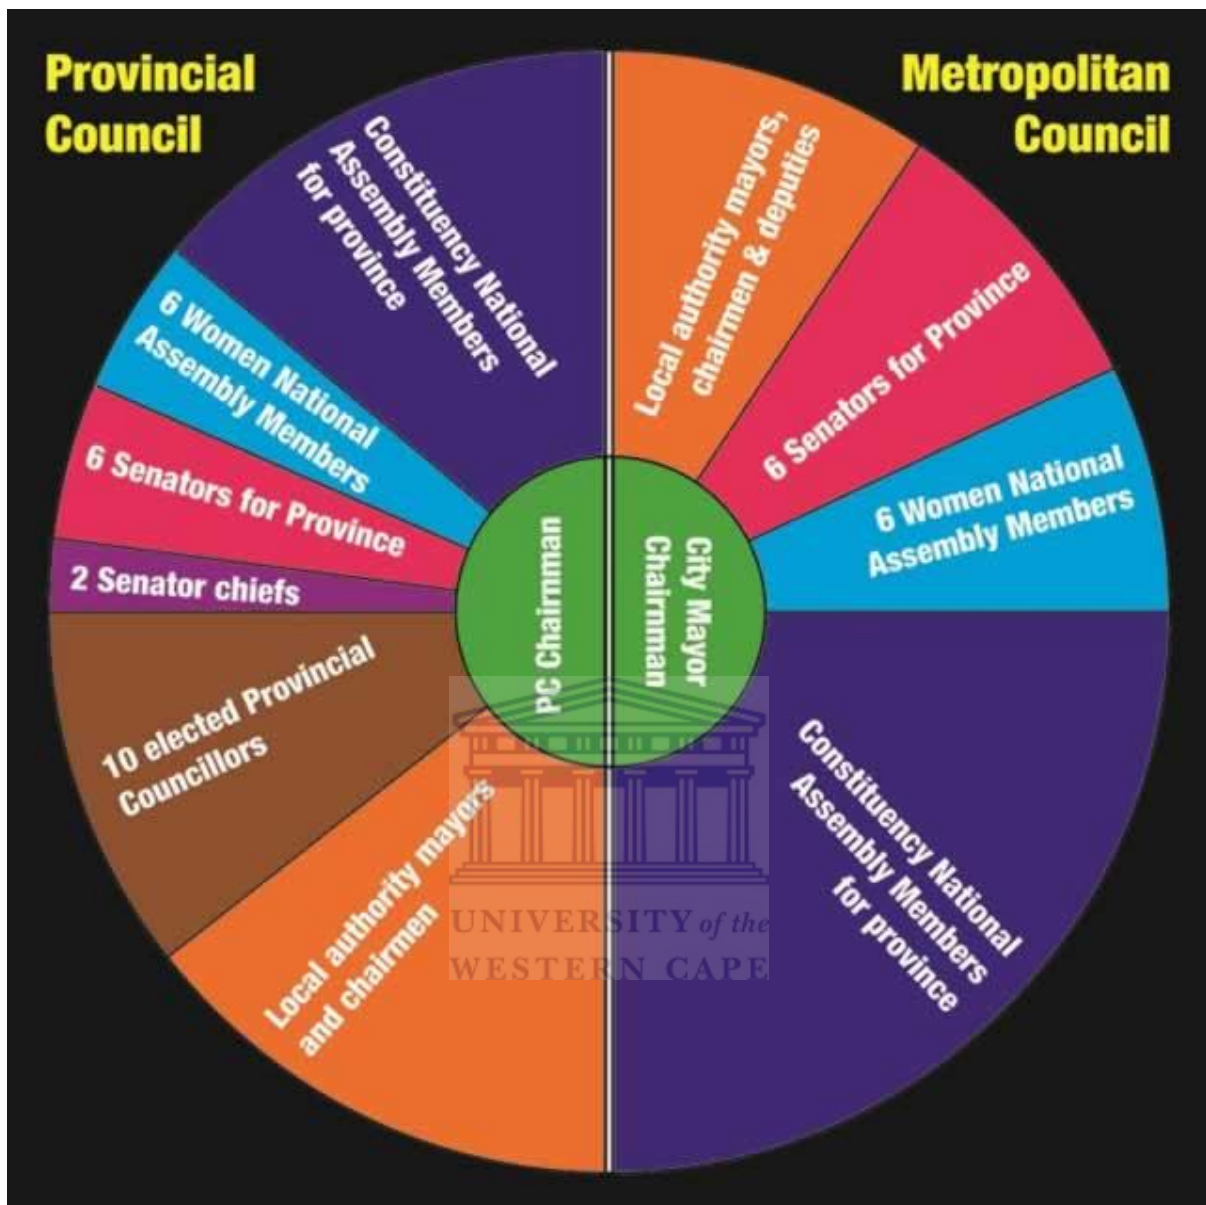 Provincial
Council
Metropolitan
Council
Constituency National
Assembly Members
for province
6 Women National
Assembly Members
6 Senators for Province
2 Senator chiefs
10 elected Provincial
Councillors
Local authority mayors
and chairmen
PC Chairnman
City Mayor
Chairnman
Local authority mayors,
chairmen & deputies
6 Senators for Province
6 Women National
Assembly Members
Constituency National
Assembly Members
for province
UNIVERSITY of the
WESTERN CAPE